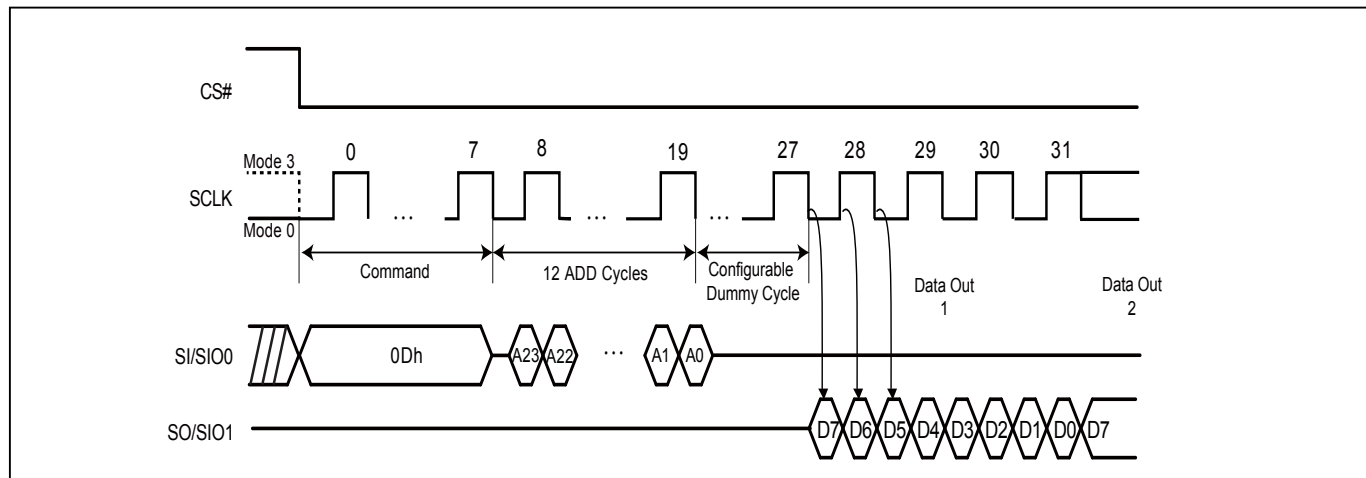 CS#
0 7 8 19 27 28 29 30 31
Mode 3
SCLK
Mode 0
... ... ...
Command
12 ADD Cycles
Configurable
Dummy Cycle
Data Out
1
Data Out
2
SI/SIO0
0Dh
A23 A22 ... A1 A0
SO/SIO1
D7 D6 D5 D4 D3 D2 D1 D0 D7